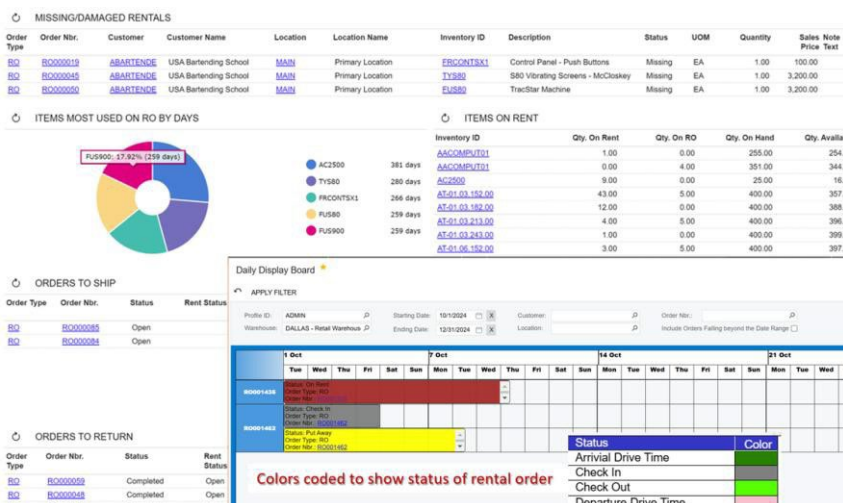 MISSING/DAMAGED RENTALS
Order Type Order Nbr. Customer Customer Name Location Location Name Inventory ID Description Status UOM Quantity Sales Price Note Text
RO RO000019 ABARTENDE USA Bartending School MAIN Primary Location FRCONTSX1 Control Panel - Push Buttons Missing EA 1.00 100.00
RO RO000045 ABARTENDE USA Bartending School MAIN Primary Location TYS80 S80 Vibrating Screens - McCloskey Missing EA 1.00 3,200.00
RO RO000050 ABARTENDE USA Bartending School MAIN Primary Location FUS80 TracStar Machine Missing EA 1.00 3,200.00
ITEMS MOST USED ON RO BY DAYS
FUS900: 17.92% (259 days)
AC2500 381 days
TYS80 280 days
FRCONTSX1 266 days
FUS80 259 days
FUS900 259 days
ITEMS ON RENT
Inventory ID Qty. On Rent Qty. On RO Qty. On Hand Qty. Availa
AACOMPUT01 1.00 0.00 255.00 254.
AACOMPUT01 0.00 4.00 351.00 344.
AC2500 9.00 0.00 25.00 16.
AT-01.03.152.00 43.00 5.00 400.00 357.
AT-01.03.182.00 12.00 0.00 400.00 388.
AT-01.03.213.00 4.00 5.00 400.00 396.
AT-01.03.243.00 1.00 0.00 400.00 399.
AT-01.06.152.00 3.00 5.00 400.00 397.
ORDERS TO SHIP
Order Type Order Nbr. Status Rent Status
RO RO000085 Open
RO RO000084 Open
ORDERS TO RETURN
Order Type Order Nbr. Status Rent Status
RO RO000059 Completed Open
RO RO000048 Completed Open
Daily Display Board
APPLY FILTER
Profile ID: ADMIN Starting Date: 10/1/2024 X Customer: Order Nbr.:
Warehouse: DALLAS - Retail Warehous Ending Date: 12/31/2024 X Location: Include Orders Falling beyond the Date Range
1 Oct 7 Oct 14 Oct 21 Oct
Tue Wed Thu Fri Sat Sun Mon Tue Wed Thu Fri Sat Sun Mon Tue Wed Thu Fri Sat Sun Mon Tue Wed
RO001436
Status: On Rent
Order Type: RO
Order Nbr.:
RO001462
Status: Check In
Order Type: RO
Order Nbr.: RO001462
Status: Put Away
Order Type: RO
Order Nbr.: RO001462
Colors coded to show status of rental order
Status Color
Arrivial Drive Time
Check In
Check Out
Departure Drive Time